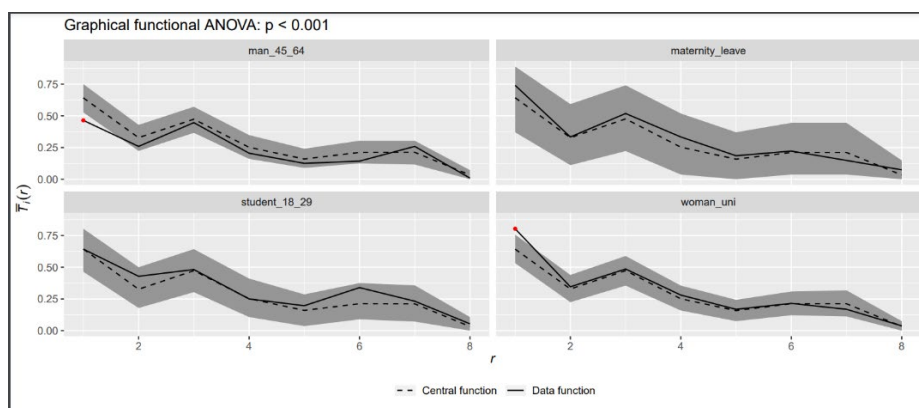 Graphical functional ANOVA: p < 0.001
man_45_64
maternity_leave
0.75
0.50
0.25
0.00
student_18_29
woman_uni
0.75
0.50
0.25
0.00
T̿ᵢ(r)
2 4 6 8 2 4 6 8
r
Central function Data function